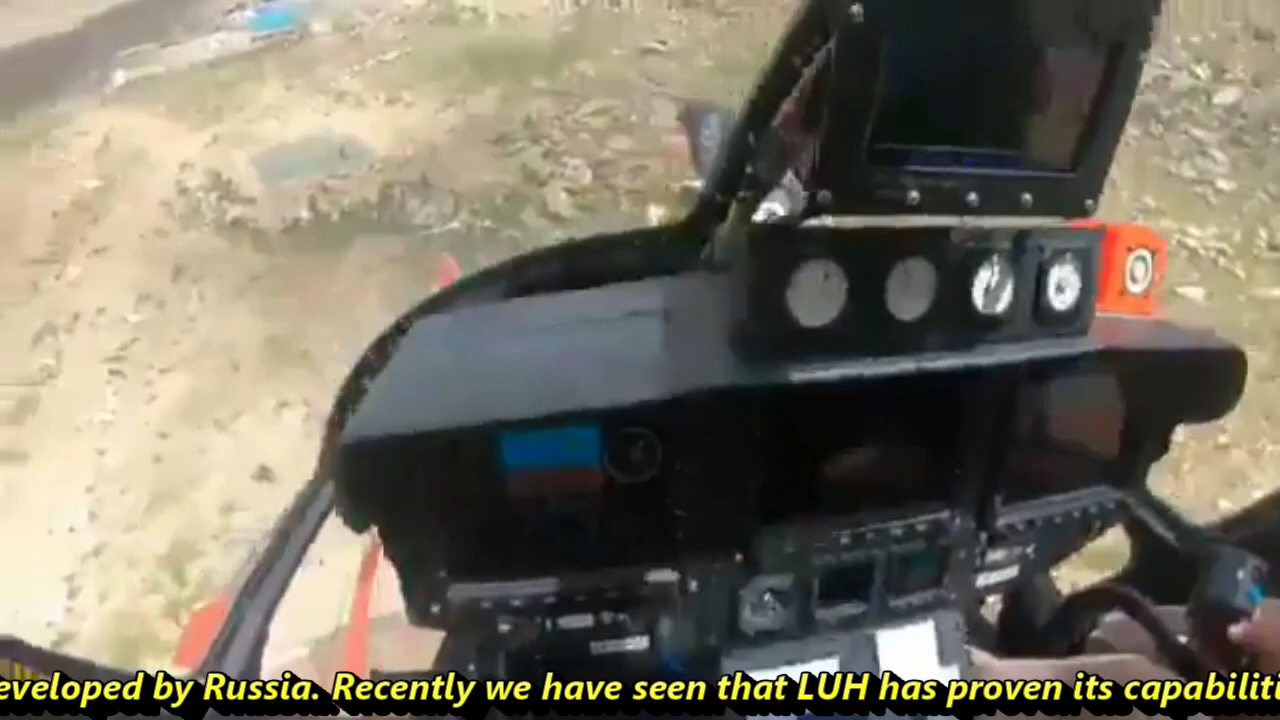 eveloped by Russia. Recently we have seen that LUH has proven its capabiliti